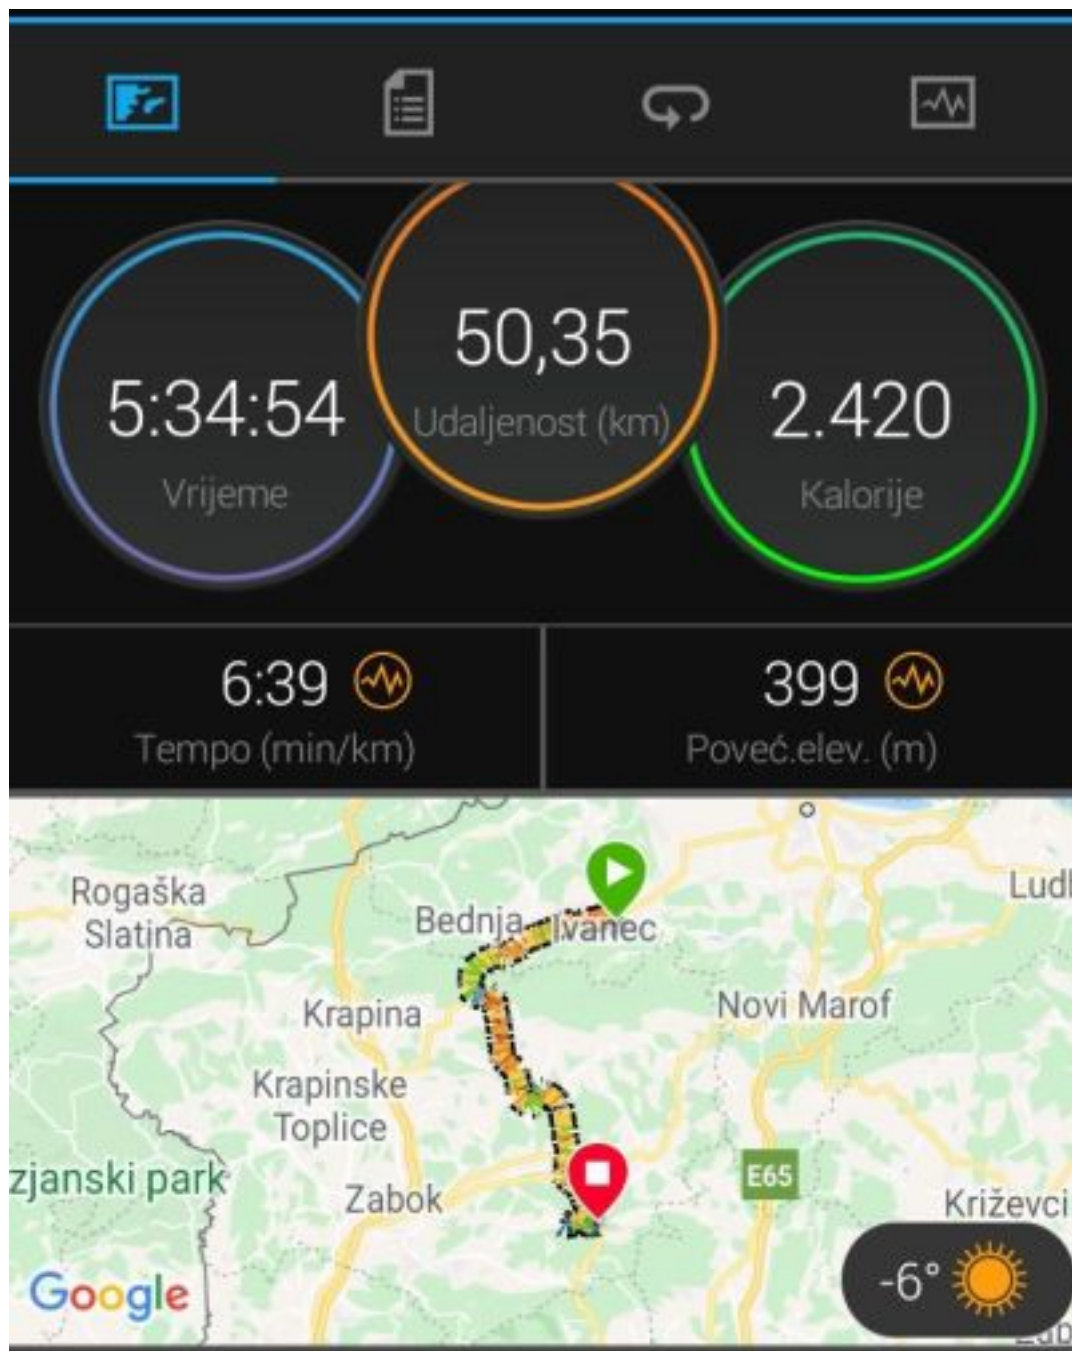 50,35
Udaljenost (km)
5:34:54
Vrijeme
2.420
Kalorije
6:39
Tempo (min/km)
399
Poveć.elev. (m)
Rogaška
Slatina
Bednja
Ivanec
Krapina
Novi Marof
Krapinske
Toplice
zjanski park
Zabok
E65
Križevci
Google
-6°